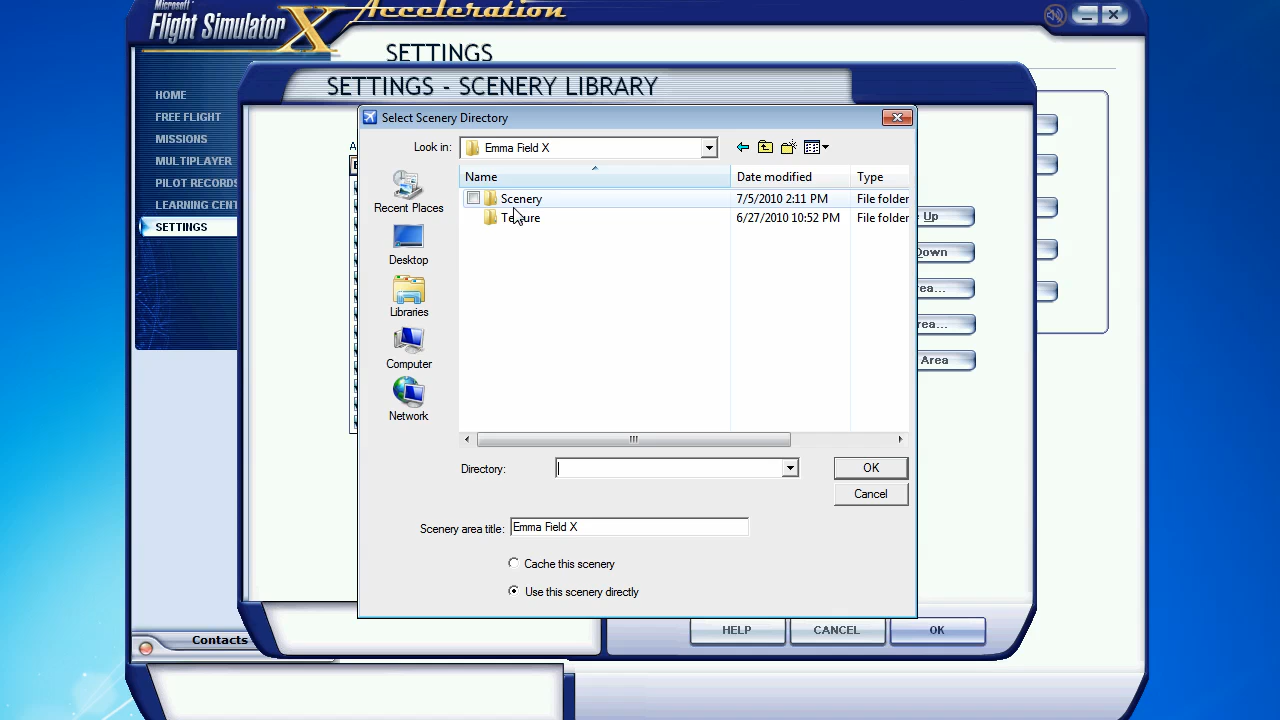 Microsoft
Flight Simulator X Acceleration
SETTINGS
SETTINGS - SCENERY LIBRARY
HOME
FREE FLIGHT
MISSIONS
MULTIPLAYER
PILOT RECORDS
LEARNING CENT
SETTINGS
Select Scenery Directory
Look in:
Emma Field X
Name
Date modified
Type
Scenery
7/5/2010 2:11 PM
File folder
Texture
6/27/2010 10:52 PM
File folder
Recent Places
Desktop
Libraries
Computer
Network
Up
Down
ea...
rea...
Area
Directory:
OK
Cancel
Scenery area title:
Emma Field X
Cache this scenery
Use this scenery directly
HELP
CANCEL
OK
Contacts